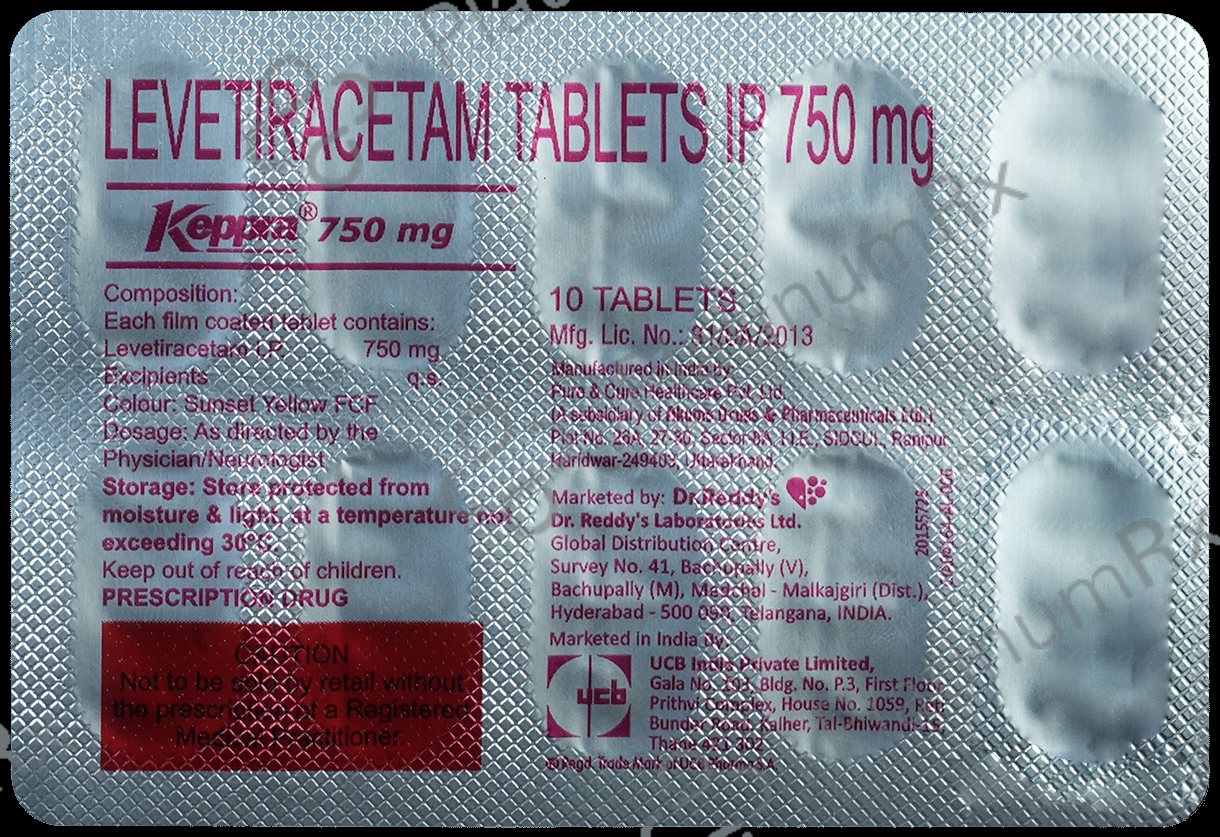 LEVETIRACETAM TABLETS IP 750 mg
Keppra® 750 mg
Composition:
Each film coated tablet contains:
Levetiracetam I.P. 750 mg
Excipients q.s.
Colour: Sunset Yellow FCF
Dosage: As directed by the
Physician/Neurologist
Storage: Store protected from
moisture & light, at a temperature not
exceeding 30°C.
Keep out of reach of children.
PRESCRIPTION DRUG
CAUTION
Not to be sold by retail without
the prescription of a Registered
Medical Practitioner.
10 TABLETS
Mfg. Lic. No.: 31/UA/2013
Manufactured in India by:
Pure & Cure Healthcare Pvt. Ltd.
(A subsidiary of Akums Drugs & Pharmaceuticals Ltd.)
Plot No. 26A, 27-30, Sector-8A, I.I.E., SIDCUL, Ranipur,
Haridwar-249403, Uttarakhand.
Marketed by: Dr.Reddy's
Dr. Reddy's Laboratories Ltd.
Global Distribution Centre,
Survey No. 41, Bachupally (V),
Bachupally (M), Medchal - Malkajgiri (Dist.),
Hyderabad - 500 090, Telangana, INDIA.
Marketed in India By:
ucb
UCB India Private Limited,
Gala No. 103, Bldg. No. P.3, First Floor
Prithvi Complex, House No. 1059, Reti
Bunder Road, Kalher, Tal-Bhiwandi-15,
Thane 421 302
® Regd. Trade Mark of UCB Pharma S.A.
20155725
PlatinumRx